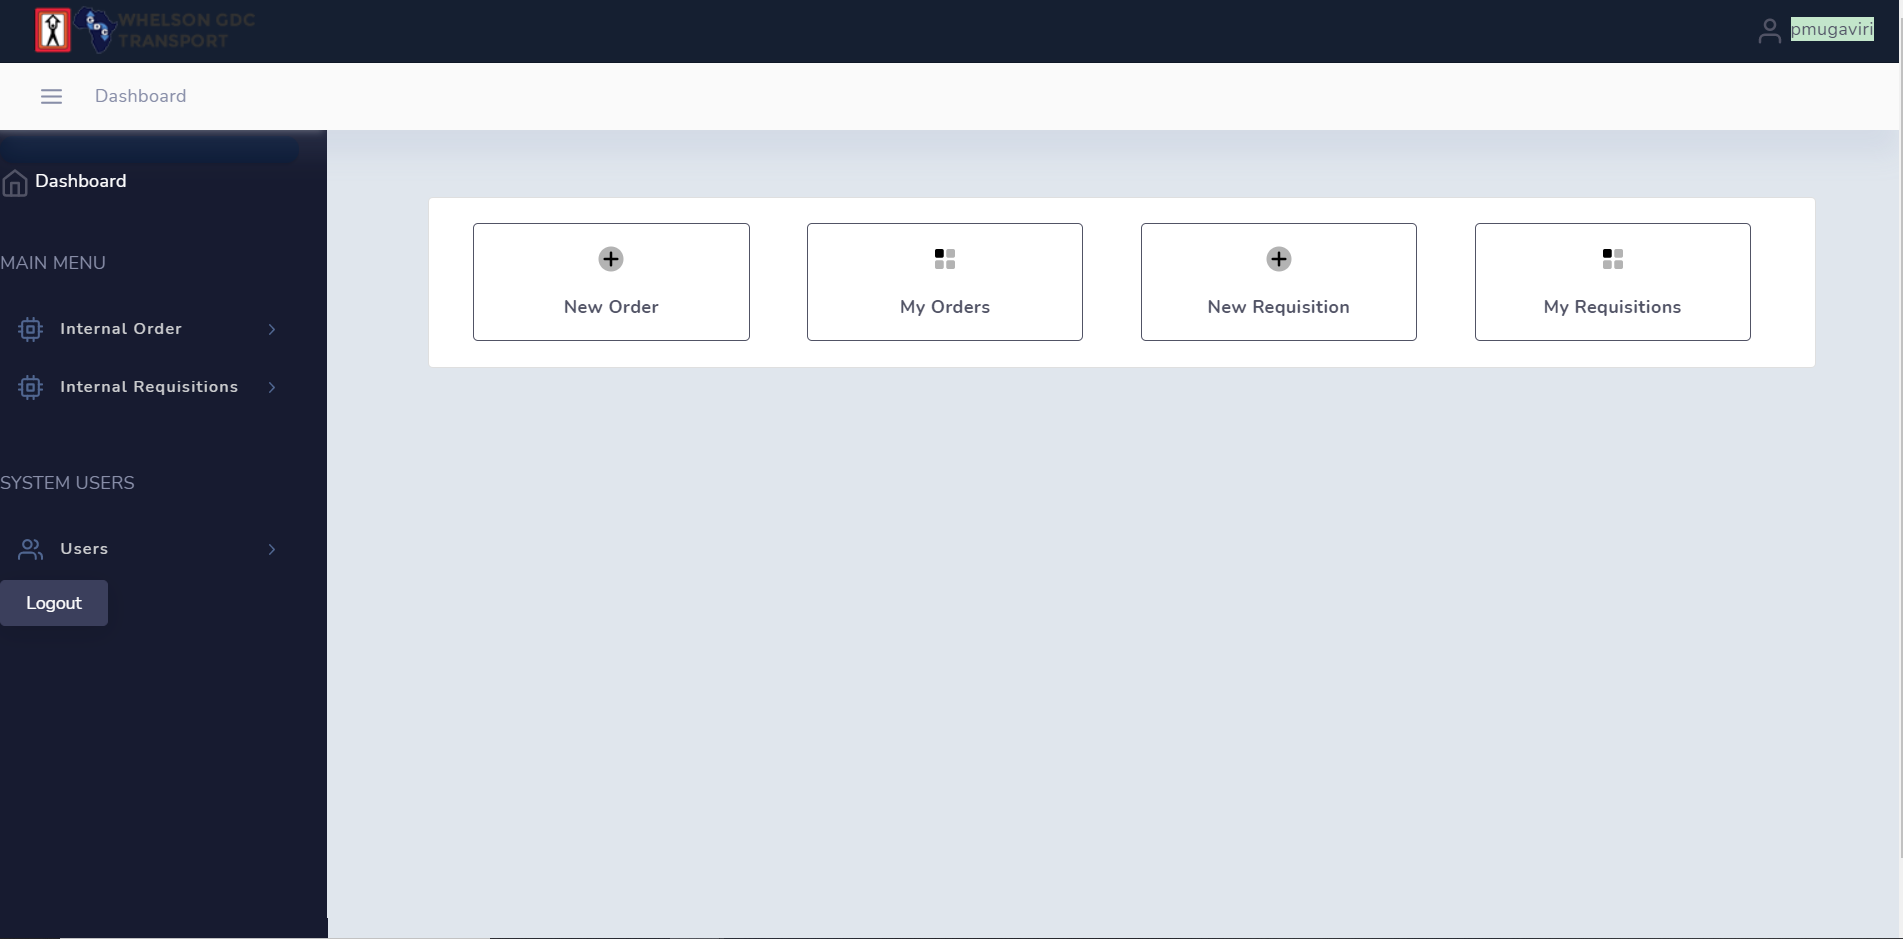 WHELSON GDC
TRANSPORT
pmugaviri
Dashboard
Dashboard
MAIN MENU
Internal Order
Internal Requisitions
SYSTEM USERS
Users
Logout
New Order
My Orders
New Requisition
My Requisitions